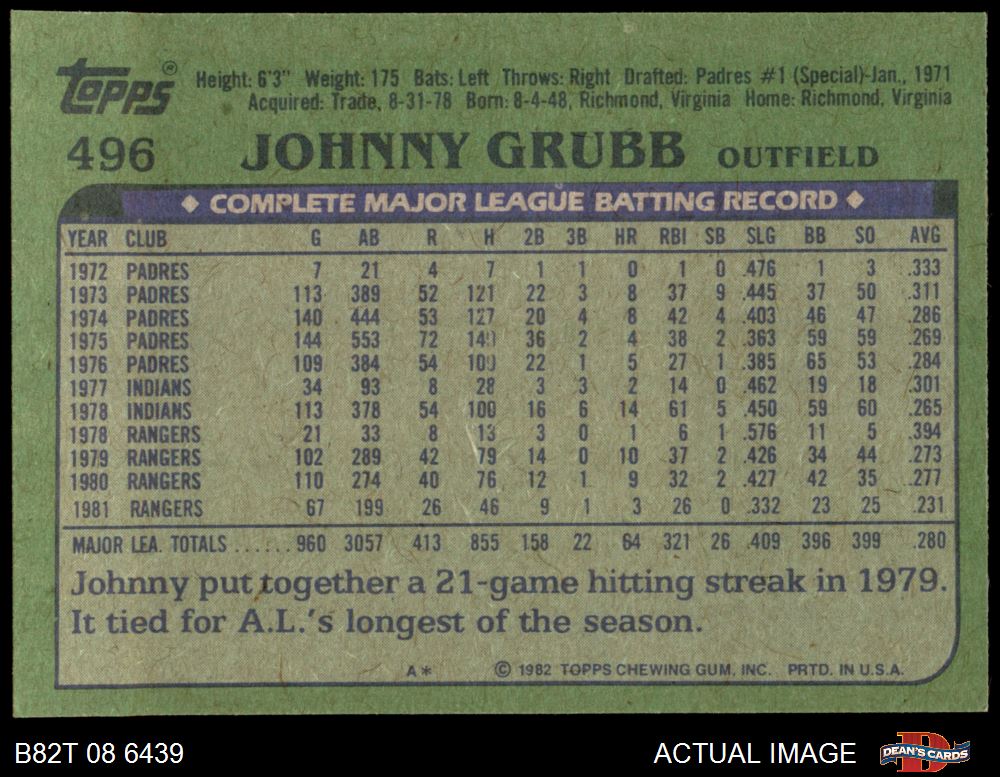 Topps® Height: 6'3" Weight: 175 Bats: Left Throws: Right Drafted: Padres #1 (Special)-Jan., 1971
Acquired: Trade, 8-31-78 Born: 8-4-48, Richmond, Virginia Home: Richmond, Virginia
496 JOHNNY GRUBB OUTFIELD
◆ COMPLETE MAJOR LEAGUE BATTING RECORD ◆
YEAR CLUB G AB R H 2B 3B HR RBI SB SLG BB SO AVG
1972 PADRES 7 21 4 7 1 1 0 1 0 .476 1 3 .333
1973 PADRES 113 389 52 121 22 3 8 37 9 .445 37 50 .311
1974 PADRES 140 444 53 127 20 4 8 42 4 .403 46 47 .286
1975 PADRES 144 553 72 149 36 2 4 38 2 .363 59 59 .269
1976 PADRES 109 384 54 109 22 1 5 27 1 .385 65 53 .284
1977 INDIANS 34 93 8 28 3 3 2 14 0 .462 19 18 .301
1978 INDIANS 113 378 54 100 16 6 14 61 5 .450 59 60 .265
1978 RANGERS 21 33 8 13 3 0 1 6 1 .576 11 5 .394
1979 RANGERS 102 289 42 79 14 0 10 37 2 .426 34 44 .273
1980 RANGERS 110 274 40 76 12 1 9 32 2 .427 42 35 .277
1981 RANGERS 67 199 26 46 9 1 3 26 0 .332 23 25 .231
MAJOR LEA. TOTALS ...... 960 3057 413 855 158 22 64 321 26 .409 396 399 .280
Johnny put together a 21-game hitting streak in 1979.
It tied for A.L.'s longest of the season.
A* © 1982 TOPPS CHEWING GUM, INC. PRTD. IN U.S.A.
B82T 08 6439 ACTUAL IMAGE D DEAN'S CARDS